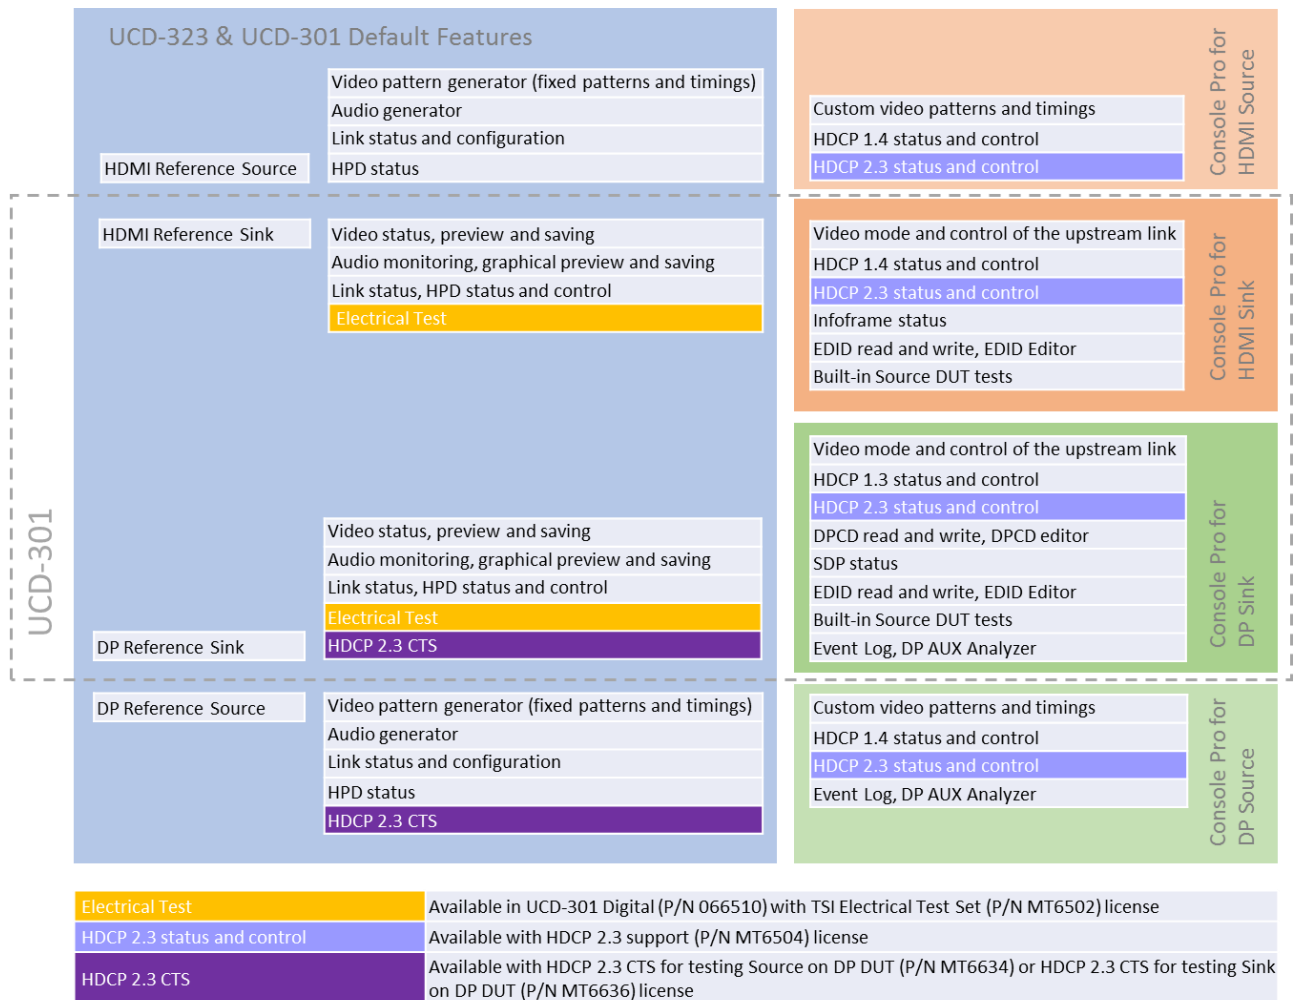 UCD-323 & UCD-301 Default Features
Video pattern generator (fixed patterns and timings)
Audio generator
Link status and configuration
HDMI Reference Source
HPD status
Custom video patterns and timings
HDCP 1.4 status and control
HDCP 2.3 status and control
Console Pro for
HDMI Source
HDMI Reference Sink
Video status, preview and saving
Audio monitoring, graphical preview and saving
Link status, HPD status and control
Electrical Test
Video mode and control of the upstream link
HDCP 1.4 status and control
HDCP 2.3 status and control
Infoframe status
EDID read and write, EDID Editor
Built-in Source DUT tests
Console Pro for
HDMI Sink
UCD-301
Video status, preview and saving
Audio monitoring, graphical preview and saving
Link status, HPD status and control
Electrical Test
DP Reference Sink
HDCP 2.3 CTS
Video mode and control of the upstream link
HDCP 1.3 status and control
HDCP 2.3 status and control
DPCD read and write, DPCD editor
SDP status
EDID read and write, EDID Editor
Built-in Source DUT tests
Event Log, DP AUX Analyzer
Console Pro for
DP Sink
DP Reference Source
Video pattern generator (fixed patterns and timings)
Audio generator
Link status and configuration
HPD status
HDCP 2.3 CTS
Custom video patterns and timings
HDCP 1.4 status and control
HDCP 2.3 status and control
Event Log, DP AUX Analyzer
Console Pro for
DP Source
Electrical Test
Available in UCD-301 Digital (P/N 066510) with TSI Electrical Test Set (P/N MT6502) license
HDCP 2.3 status and control
Available with HDCP 2.3 support (P/N MT6504) license
HDCP 2.3 CTS
Available with HDCP 2.3 CTS for testing Source on DP DUT (P/N MT6634) or HDCP 2.3 CTS for testing Sink
on DP DUT (P/N MT6636) license